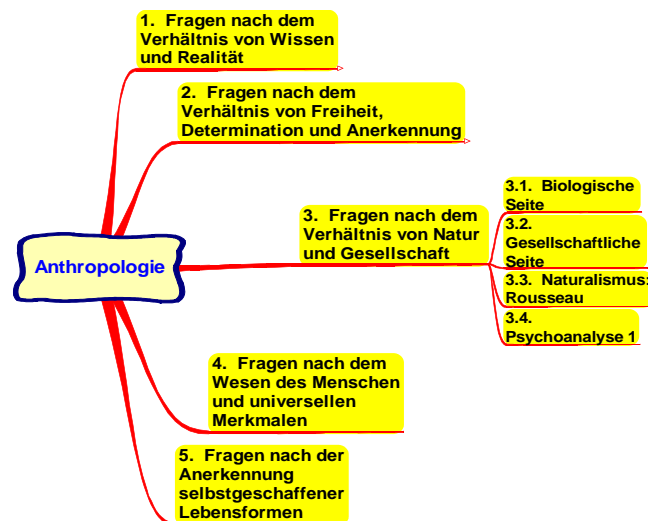 1. Fragen nach dem
Verhältnis von Wissen
und Realität
2. Fragen nach dem
Verhältnis von Freiheit,
Determination und Anerkennung
3. Fragen nach dem
Verhältnis von Natur
und Gesellschaft
3.1. Biologische
Seite
3.2.
Gesellschaftliche
Seite
3.3. Naturalismus:
Rousseau
3.4.
Psychoanalyse 1
Anthropologie
4. Fragen nach dem
Wesen des Menschen
und universellen
Merkmalen
5. Fragen nach der
Anerkennung
selbstgeschaffener
Lebensformen